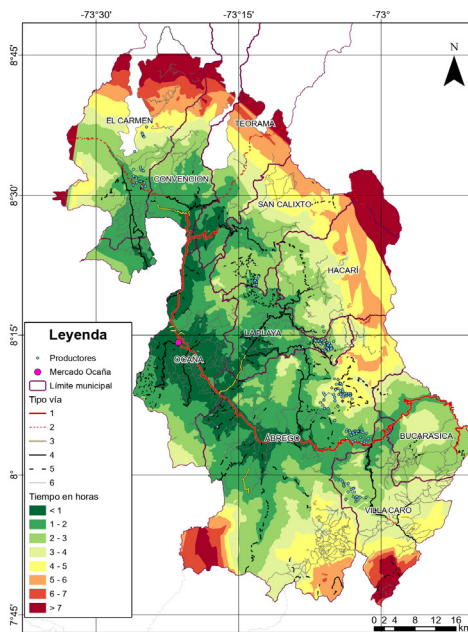 -73°30' -73°15' -73°
8°45'
EL CARMEN
TEORAMA
8°30'
CONVENCIÓN
SAN CALIXTO
HACARÍ
8°15'
LA PLAYA
OCAÑA
ÁBREGO
BUCARASICA
8°
VILLA CARO
7°45'
Leyenda
Productores
Mercado Ocaña
Límite municipal
Tipo vía
1
2
3
4
5
6
Tiempo en horas
< 1
1 - 2
2 - 3
3 - 4
4 - 5
5 - 6
6 - 7
> 7
N
0 2 4 8 12 16
km